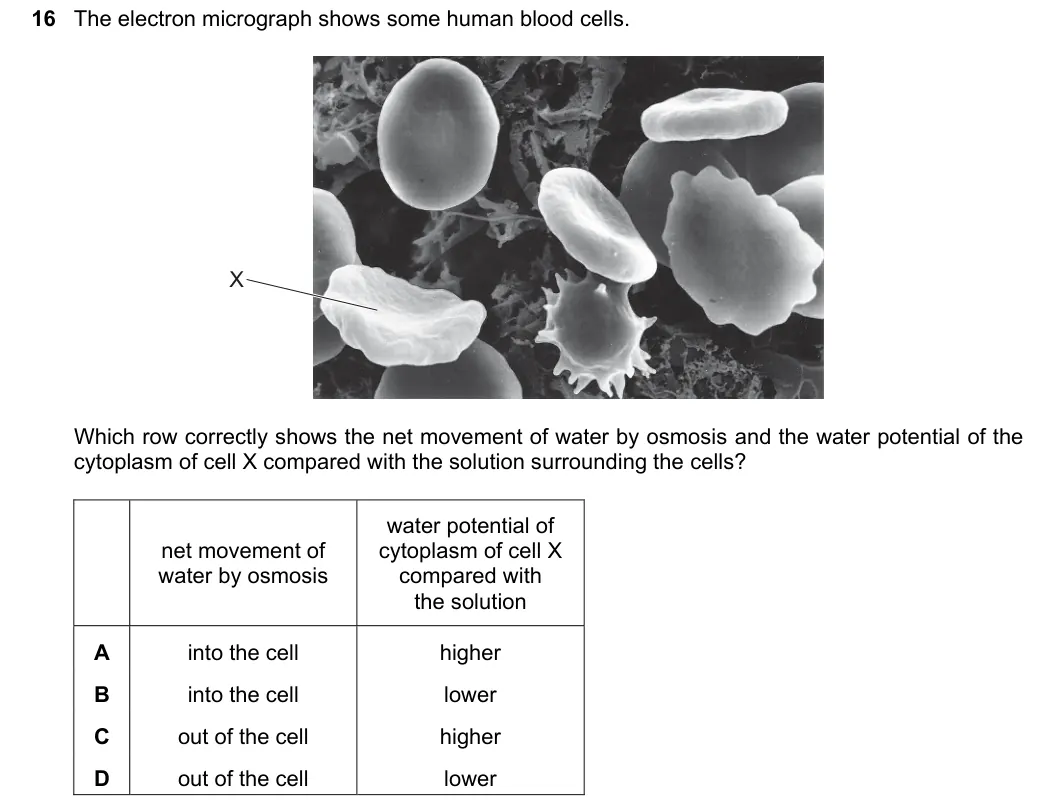 16 The electron micrograph shows some human blood cells.
X
Which row correctly shows the net movement of water by osmosis and the water potential of the
cytoplasm of cell X compared with the solution surrounding the cells?
net movement of
water by osmosis
water potential of
cytoplasm of cell X
compared with
the solution
A into the cell higher
B into the cell lower
C out of the cell higher
D out of the cell lower